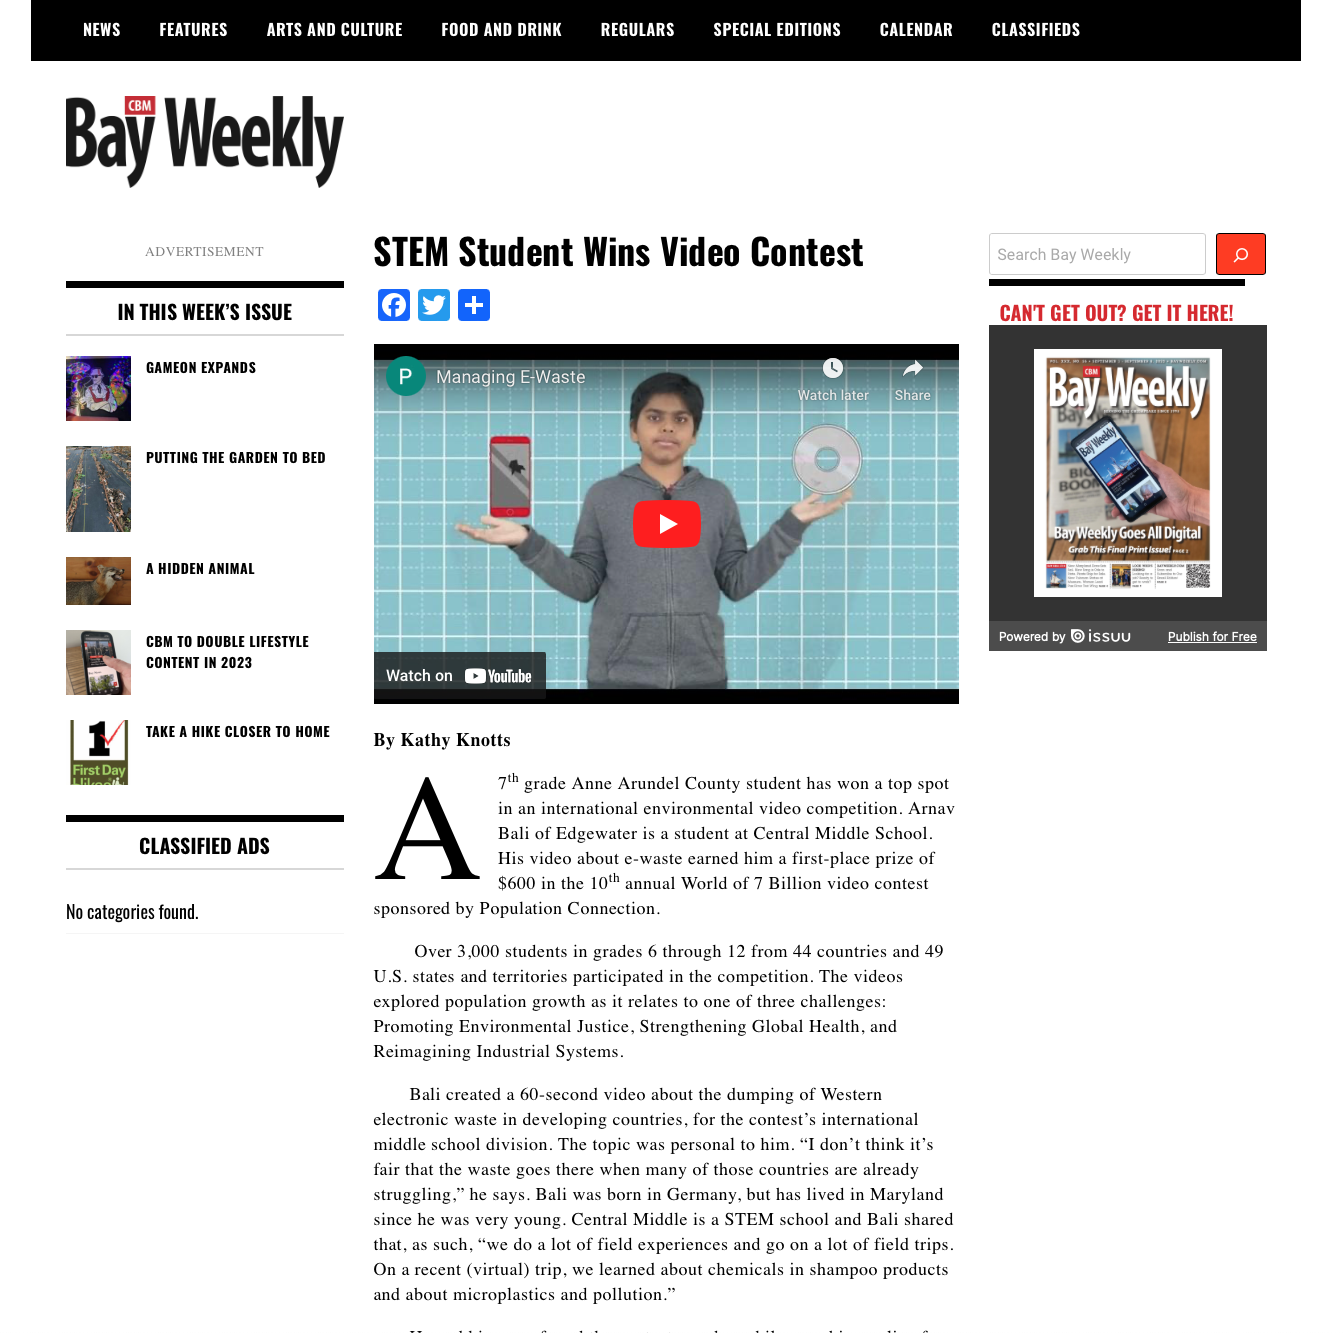 NEWS FEATURES ARTS AND CULTURE FOOD AND DRINK REGULARS SPECIAL EDITIONS CALENDAR CLASSIFIEDS
CBM
Bay Weekly
ADVERTISEMENT
IN THIS WEEK’S ISSUE
GAMEON EXPANDS
PUTTING THE GARDEN TO BED
A HIDDEN ANIMAL
CBM TO DOUBLE LIFESTYLE
CONTENT IN 2023
1
First Day
TAKE A HIKE CLOSER TO HOME
CLASSIFIED ADS
No categories found.
STEM Student Wins Video Contest
P
Managing E-Waste
Watch later
Share
Watch on YouTube
By Kathy Knotts
A 7th grade Anne Arundel County student has won a top spot
in an international environmental video competition. Arnav
Bali of Edgewater is a student at Central Middle School.
His video about e-waste earned him a first-place prize of
$600 in the 10th annual World of 7 Billion video contest
sponsored by Population Connection.
Over 3,000 students in grades 6 through 12 from 44 countries and 49
U.S. states and territories participated in the competition. The videos
explored population growth as it relates to one of three challenges:
Promoting Environmental Justice, Strengthening Global Health, and
Reimagining Industrial Systems.
Bali created a 60-second video about the dumping of Western
electronic waste in developing countries, for the contest’s international
middle school division. The topic was personal to him. “I don’t think it’s
fair that the waste goes there when many of those countries are already
struggling,” he says. Bali was born in Germany, but has lived in Maryland
since he was very young. Central Middle is a STEM school and Bali shared
that, as such, “we do a lot of field experiences and go on a lot of field trips.
On a recent (virtual) trip, we learned about chemicals in shampoo products
and about microplastics and pollution.”
Search Bay Weekly
CAN'T GET OUT? GET IT HERE!
CBM
Bay Weekly
Bay Weekly
Bay Weekly Goes All Digital
Grab This Final Print Issue! PAGE 2
Powered by issuu
Publish for Free